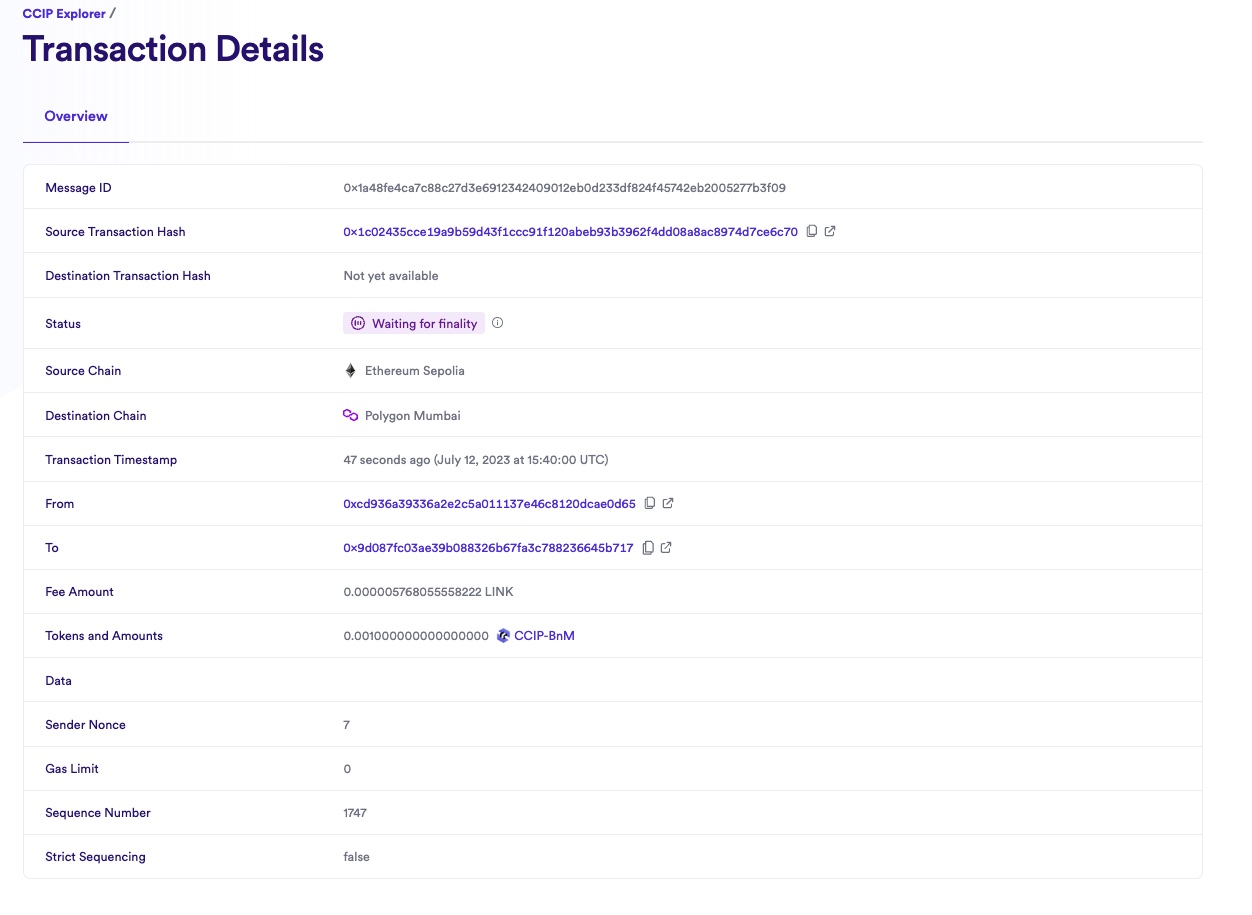 CCIP Explorer /
Transaction Details
Overview
Message ID 0x1a48fe4ca7c88c27d3e6912342409012eb0d233df824f45742eb2005277b3f09
Source Transaction Hash 0x1c02435cce19a9b59d43f1ccc91f120abeb93b3962f4dd08a8ac8974d7ce6c70
Destination Transaction Hash Not yet available
Status Waiting for finality
Source Chain Ethereum Sepolia
Destination Chain Polygon Mumbai
Transaction Timestamp 47 seconds ago (July 12, 2023 at 15:40:00 UTC)
From 0xcd936a39336a2e2c5a011137e46c8120dcae0d65
To 0x9d087fc03ae39b088326b67fa3c788236645b717
Fee Amount 0.000005768055558222 LINK
Tokens and Amounts 0.001000000000000000 CCIP-BnM
Data
Sender Nonce 7
Gas Limit 0
Sequence Number 1747
Strict Sequencing false